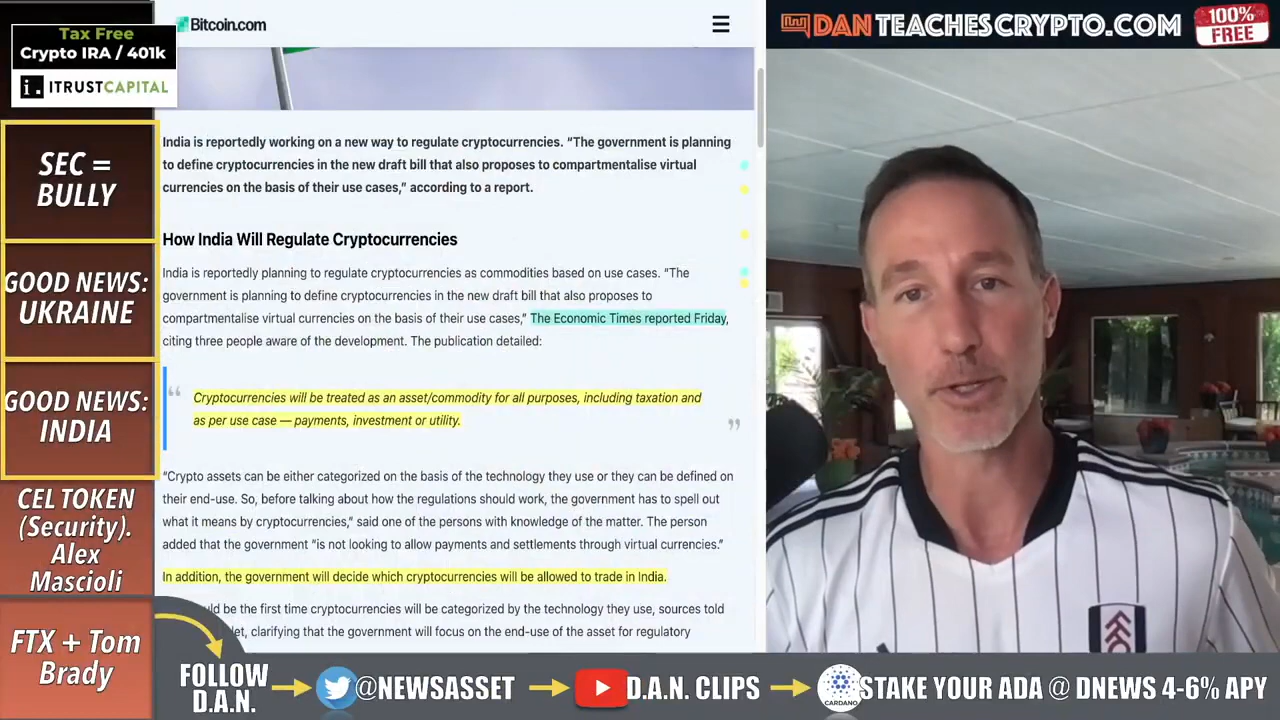 Tax Free
Crypto IRA / 401k
i.
ITRUSTCAPITAL
SEC =
BULLY
GOOD NEWS:
UKRAINE
GOOD NEWS:
INDIA
CEL TOKEN
(Security).
Alex
Mascioli
FTX + Tom
Brady
Bitcoin.com
India is reportedly working on a new way to regulate cryptocurrencies. “The government is planning
to define cryptocurrencies in the new draft bill that also proposes to compartmentalise virtual
currencies on the basis of their use cases,” according to a report.
How India Will Regulate Cryptocurrencies
India is reportedly planning to regulate cryptocurrencies as commodities based on use cases. “The
government is planning to define cryptocurrencies in the new draft bill that also proposes to
compartmentalise virtual currencies on the basis of their use cases,” The Economic Times reported Friday,
citing three people aware of the development. The publication detailed:
“
Cryptocurrencies will be treated as an asset/commodity for all purposes, including taxation and
as per use case — payments, investment or utility.
”
“Crypto assets can be either categorized on the basis of the technology they use or they can be defined on
their end-use. So, before talking about how the regulations should work, the government has to spell out
what it means by cryptocurrencies,” said one of the persons with knowledge of the matter. The person
added that the government “is not looking to allow payments and settlements through virtual currencies.”
In addition, the government will decide which cryptocurrencies will be allowed to trade in India.
be the first time cryptocurrencies will be categorized by the technology they use, sources told
clarifying that the government will focus on the end-use of the asset for regulatory
DANTEACHESCRYPTO.COM
100%
FREE
FOLLOW
D.A.N.
@NEWSASSET
D.A.N. CLIPS
CARDANO
STAKE YOUR ADA @ DNEWS 4-6% APY